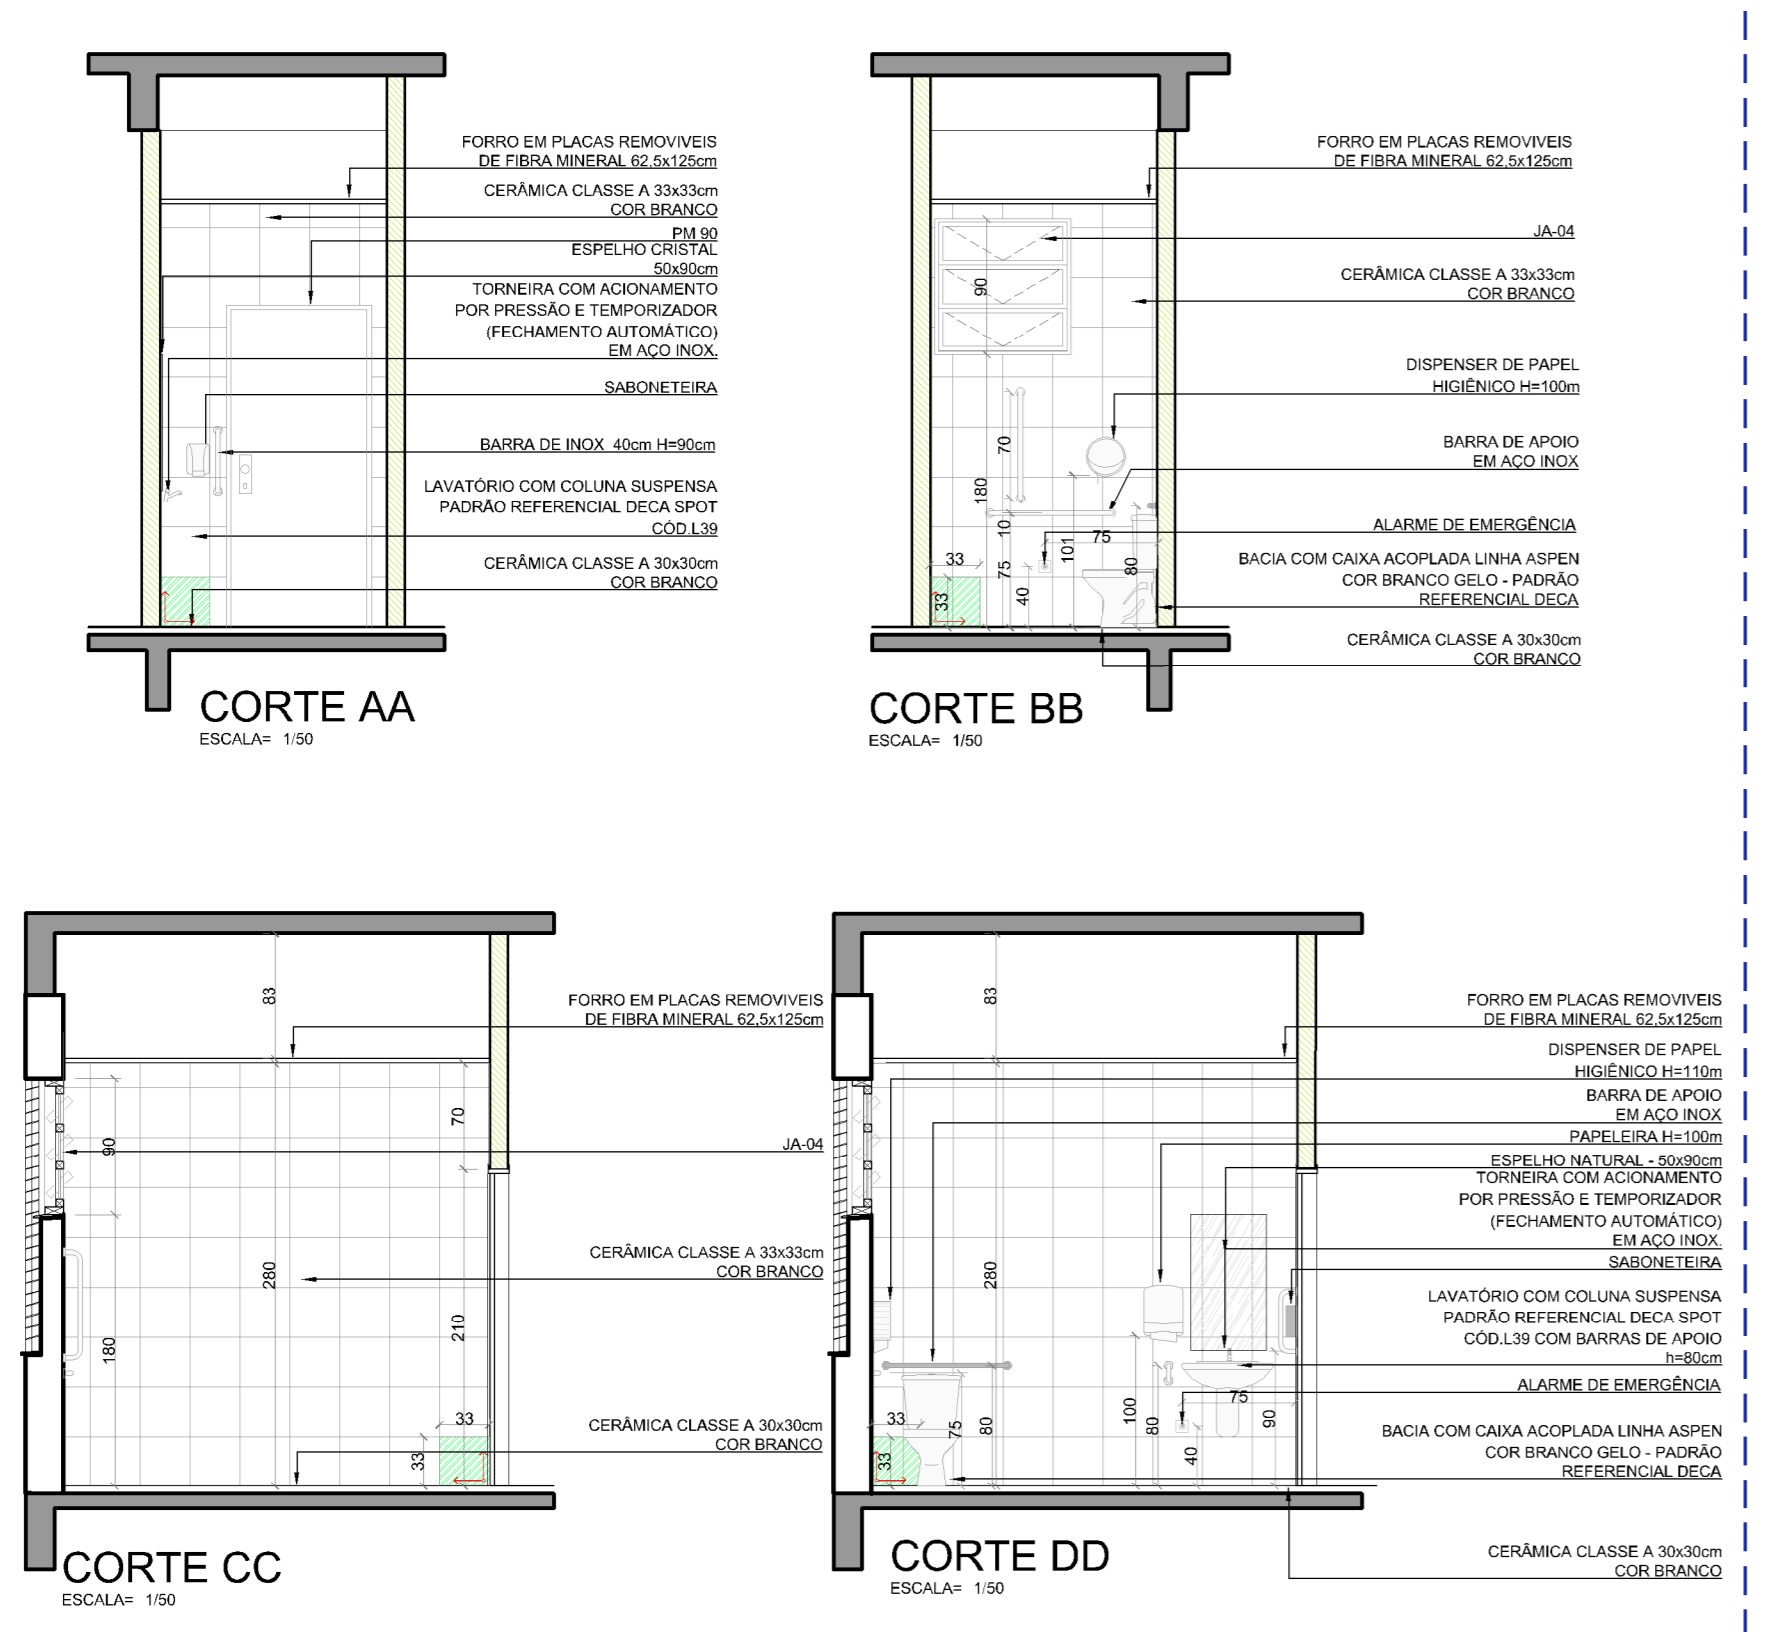 FORRO EM PLACAS REMOVIVEIS
DE FIBRA MINERAL 62,5x125cm
CERÂMICA CLASSE A 33x33cm
COR BRANCO
PM 90
ESPELHO CRISTAL
50x90cm
TORNEIRA COM ACIONAMENTO
POR PRESSÃO E TEMPORIZADOR
(FECHAMENTO AUTOMÁTICO)
EM AÇO INOX.
SABONETEIRA
BARRA DE INOX 40cm H=90cm
LAVATÓRIO COM COLUNA SUSPENSA
PADRÃO REFERENCIAL DECA SPOT
CÓD.L39
CERÂMICA CLASSE A 30x30cm
COR BRANCO
CORTE AA
ESCALA= 1/50
FORRO EM PLACAS REMOVIVEIS
DE FIBRA MINERAL 62,5x125cm
JA-04
CERÂMICA CLASSE A 33x33cm
COR BRANCO
DISPENSER DE PAPEL
HIGIÊNICO H=100m
BARRA DE APOIO
EM AÇO INOX
ALARME DE EMERGÊNCIA
BACIA COM CAIXA ACOPLADA LINHA ASPEN
COR BRANCO GELO - PADRÃO
REFERENCIAL DECA
CERÂMICA CLASSE A 30x30cm
COR BRANCO
90
70
180
10
101
75
80
33
75
40
33
CORTE BB
ESCALA= 1/50
83
FORRO EM PLACAS REMOVIVEIS
DE FIBRA MINERAL 62,5x125cm
70
90
JA-04
CERÂMICA CLASSE A 33x33cm
COR BRANCO
280
210
180
33
33
CERÂMICA CLASSE A 30x30cm
COR BRANCO
CORTE CC
ESCALA= 1/50
83
FORRO EM PLACAS REMOVIVEIS
DE FIBRA MINERAL 62,5x125cm
DISPENSER DE PAPEL
HIGIÊNICO H=110m
BARRA DE APOIO
EM AÇO INOX
PAPELEIRA H=100m
ESPELHO NATURAL - 50x90cm
TORNEIRA COM ACIONAMENTO
POR PRESSÃO E TEMPORIZADOR
(FECHAMENTO AUTOMÁTICO)
EM AÇO INOX.
SABONETEIRA
LAVATÓRIO COM COLUNA SUSPENSA
PADRÃO REFERENCIAL DECA SPOT
CÓD.L39 COM BARRAS DE APOIO
h=80cm
ALARME DE EMERGÊNCIA
BACIA COM CAIXA ACOPLADA LINHA ASPEN
COR BRANCO GELO - PADRÃO
REFERENCIAL DECA
CERÂMICA CLASSE A 30x30cm
COR BRANCO
280
33
33
75
80
100
80
75
90
40
CORTE DD
ESCALA= 1/50